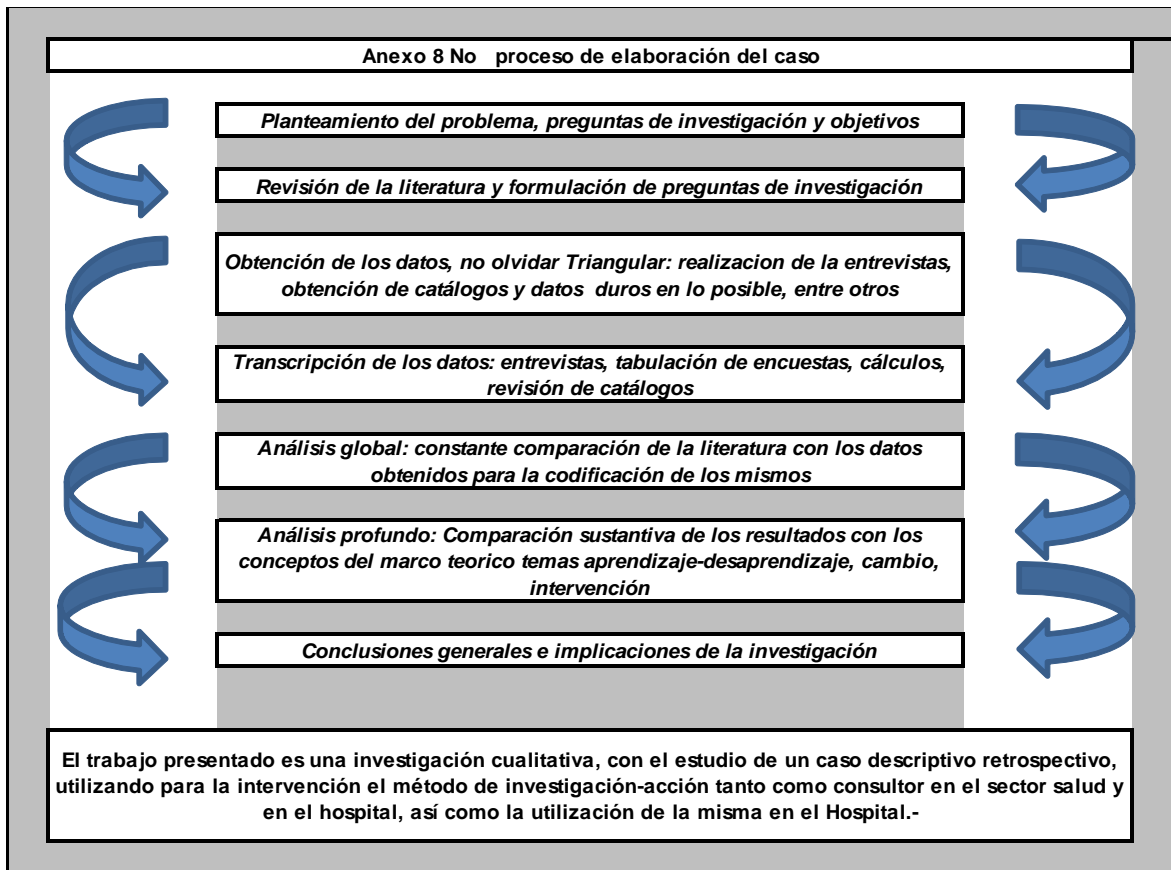 Anexo 8 No proceso de elaboración del caso
Planteamiento del problema, preguntas de investigación y objetivos
Revisión de la literatura y formulación de preguntas de investigación
Obtención de los datos, no olvidar Triangular: realizacion de la entrevistas,
obtención de catálogos y datos duros en lo posible, entre otros
Transcripción de los datos: entrevistas, tabulación de encuestas, cálculos,
revisión de catálogos
Análisis global: constante comparación de la literatura con los datos
obtenidos para la codificación de los mismos
Análisis profundo: Comparación sustantiva de los resultados con los
conceptos del marco teorico temas aprendizaje-desaprendizaje, cambio,
intervención
Conclusiones generales e implicaciones de la investigación
El trabajo presentado es una investigación cualitativa, con el estudio de un caso descriptivo retrospectivo,
utilizando para la intervención el método de investigación-acción tanto como consultor en el sector salud y
en el hospital, así como la utilización de la misma en el Hospital.-